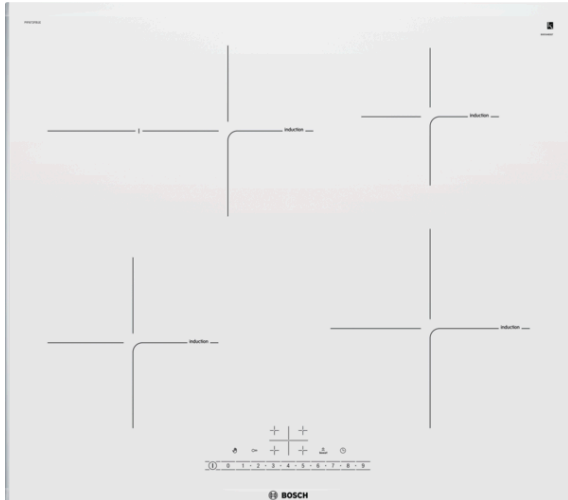 induction
induction
induction
induction
0 1 · 2 · 3 · 4 · 5 · 6 · 7 · 8 · 9
BOSCH